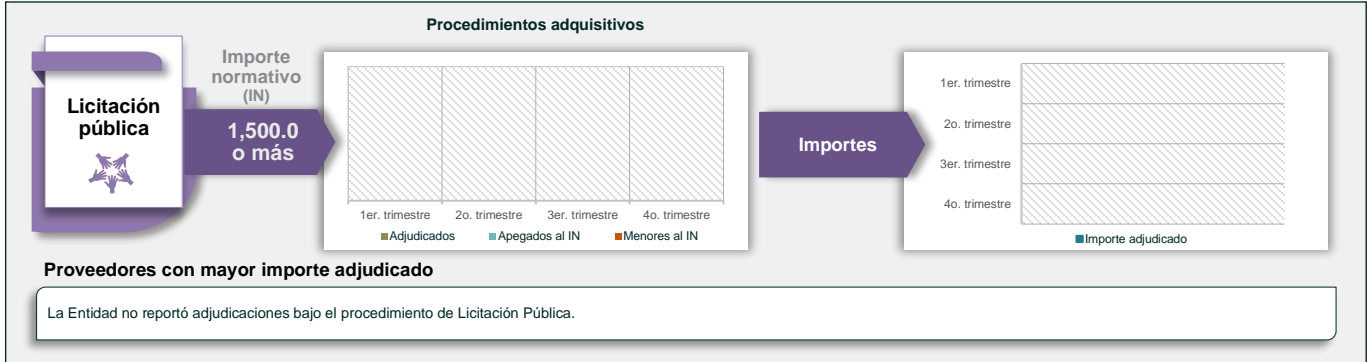 Procedimientos adquisitivos
Licitación
pública
Importe
normativo
(IN)
1,500.0
o más
1er. trimestre 2o. trimestre 3er. trimestre 4o. trimestre
Adjudicados Apegados al IN Menores al IN
Importes
1er. trimestre
2o. trimestre
3er. trimestre
4o. trimestre
Importe adjudicado
Proveedores con mayor importe adjudicado
La Entidad no reportó adjudicaciones bajo el procedimiento de Licitación Pública.